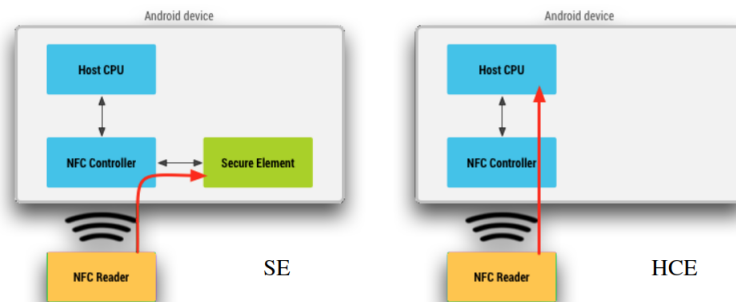 Android device
Host CPU
NFC Controller
Secure Element
NFC Reader
SE
Android device
Host CPU
NFC Controller
NFC Reader
HCE